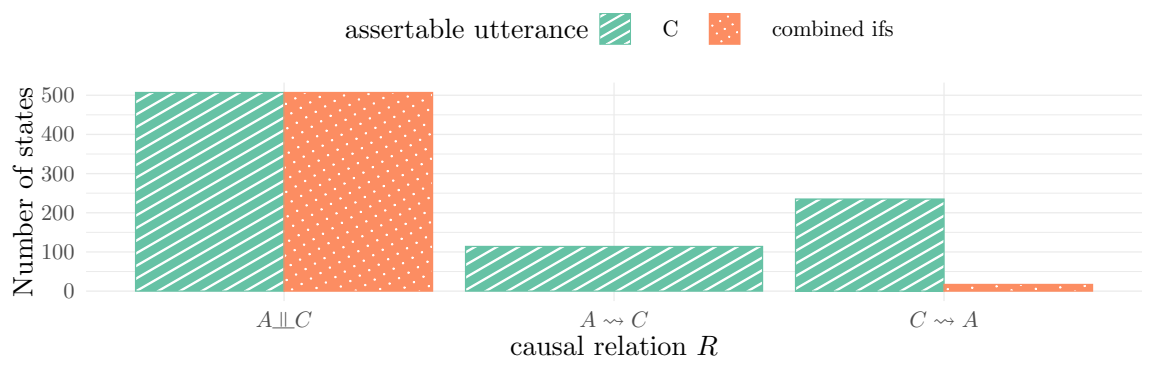 assertable utterance C combined ifs
Number of states
500
400
300
200
100
0
A⫫C A ⇝ C C ⇝ A
causal relation R